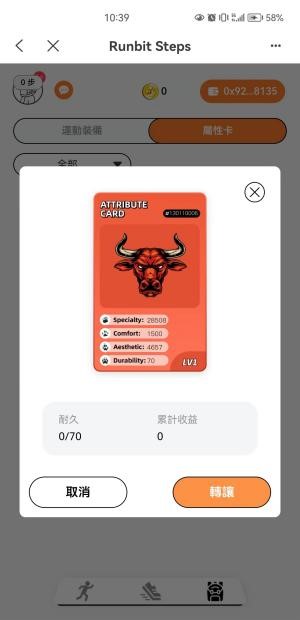 10:39
58%
Runbit Steps
0 步
0
0x92...8135
運動裝備
屬性卡
全部
ATTRIBUTE
CARD
#130110006
Specialty: 28508
Comfort: 1500
Aesthetic: 4657
Durability: 70
LV1
耐久
累計收益
0/70
0
取消
轉讓